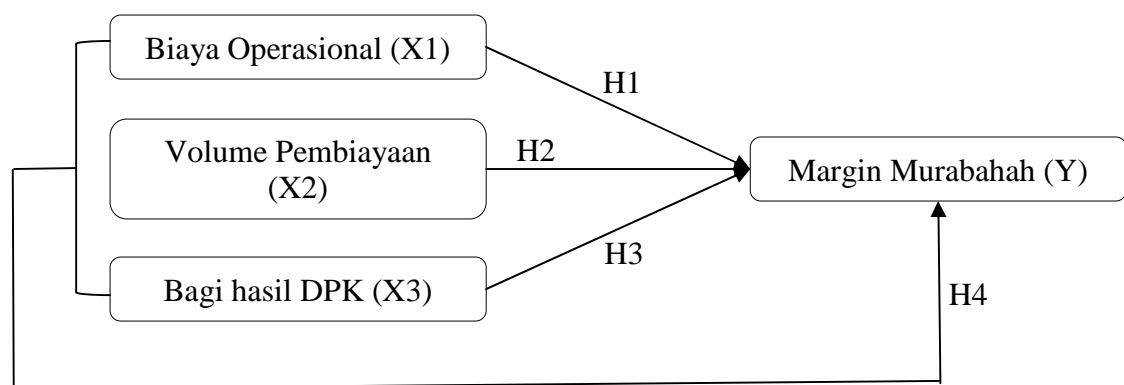 Biaya Operasional (X1)
H1
Volume Pembiayaan
(X2)
H2
Margin Murabahah (Y)
H3
Bagi hasil DPK (X3)
H4